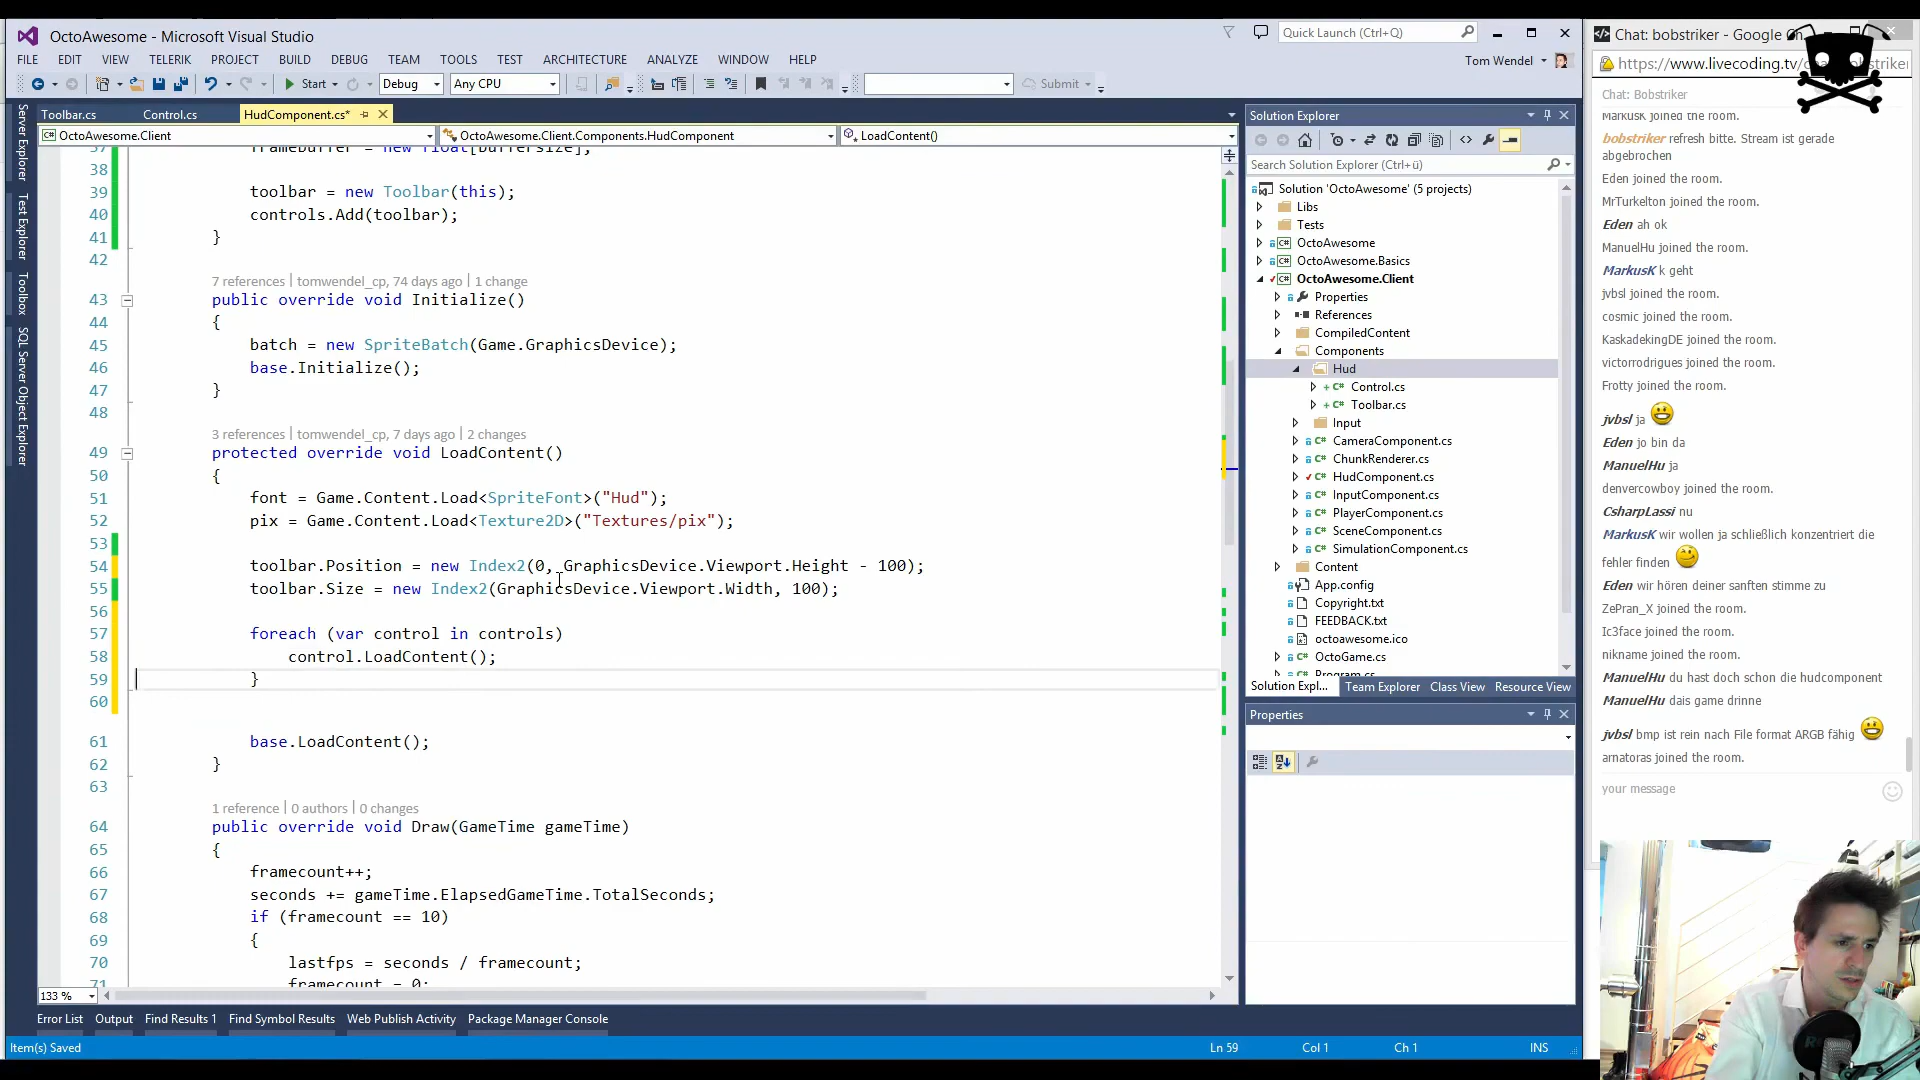 OctoAwesome - Microsoft Visual Studio
Quick Launch (Ctrl+Q)
FILE EDIT VIEW TELERIK PROJECT BUILD DEBUG TEAM TOOLS TEST ARCHITECTURE ANALYZE WINDOW HELP
Tom Wendel
Start Debug Any CPU Submit
Toolbar.cs Control.cs HudComponent.cs*
OctoAwesome.Client OctoAwesome.Client.Components.HudComponent LoadContent()
Server Explorer
Test Explorer
Toolbox
SQL Server Object Explorer
37 frameBuffer = new float[buffersize];
38
39 toolbar = new Toolbar(this);
40 controls.Add(toolbar);
41 }
42
7 references | tomwendel_cp, 74 days ago | 1 change
43 public override void Initialize()
44 {
45 batch = new SpriteBatch(Game.GraphicsDevice);
46 base.Initialize();
47 }
48
3 references | tomwendel_cp, 7 days ago | 2 changes
49 protected override void LoadContent()
50 {
51 font = Game.Content.Load<SpriteFont>("Hud");
52 pix = Game.Content.Load<Texture2D>("Textures/pix");
53
54 toolbar.Position = new Index2(0, GraphicsDevice.Viewport.Height - 100);
55 toolbar.Size = new Index2(GraphicsDevice.Viewport.Width, 100);
56
57 foreach (var control in controls)
58 control.LoadContent();
59 }
60
61 base.LoadContent();
62 }
63
1 reference | 0 authors | 0 changes
64 public override void Draw(GameTime gameTime)
65 {
66 framecount++;
67 seconds += gameTime.ElapsedGameTime.TotalSeconds;
68 if (framecount == 10)
69 {
70 lastfps = seconds / framecount;
71 framecount = 0;
133 %
Error List Output Find Results 1 Find Symbol Results Web Publish Activity Package Manager Console
Item(s) Saved Ln 59 Col 1 Ch 1 INS
Solution Explorer
Search Solution Explorer (Ctrl+ü)
Solution 'OctoAwesome' (5 projects)
Libs
Tests
OctoAwesome
OctoAwesome.Basics
OctoAwesome.Client
Properties
References
CompiledContent
Components
Hud
Control.cs
Toolbar.cs
Input
CameraComponent.cs
ChunkRenderer.cs
HudComponent.cs
InputComponent.cs
PlayerComponent.cs
SceneComponent.cs
SimulationComponent.cs
Content
App.config
Copyright.txt
FEEDBACK.txt
octoawesome.ico
OctoGame.cs
Program.cs
Solution Expl... Team Explorer Class View Resource View
Properties
Chat: bobstriker - Google
https://www.livecoding.tv/
Chat: Bobstriker
MarkusK joined the room.
bobstriker refresh bitte. Stream ist gerade
abgebrochen
Eden joined the room.
MrTurkelton joined the room.
Eden ah ok
ManuelHu joined the room.
MarkusK k geht
jvbsl joined the room.
cosmic joined the room.
KaskadekingDE joined the room.
victorrodrigues joined the room.
Frotty joined the room.
jvbsl ja
Eden jo bin da
ManuelHu ja
denvercowboy joined the room.
CsharpLassi nu
MarkusK wir wollen ja schließlich konzentriert die
fehler finden
Eden wir hören deiner sanften stimme zu
ZePran_X joined the room.
Ic3face joined the room.
nikname joined the room.
ManuelHu du hast doch schon die hudcomponent
ManuelHu dais game drinne
jvbsl bmp ist rein nach File format ARGB fähig
arnatoras joined the room.
your message